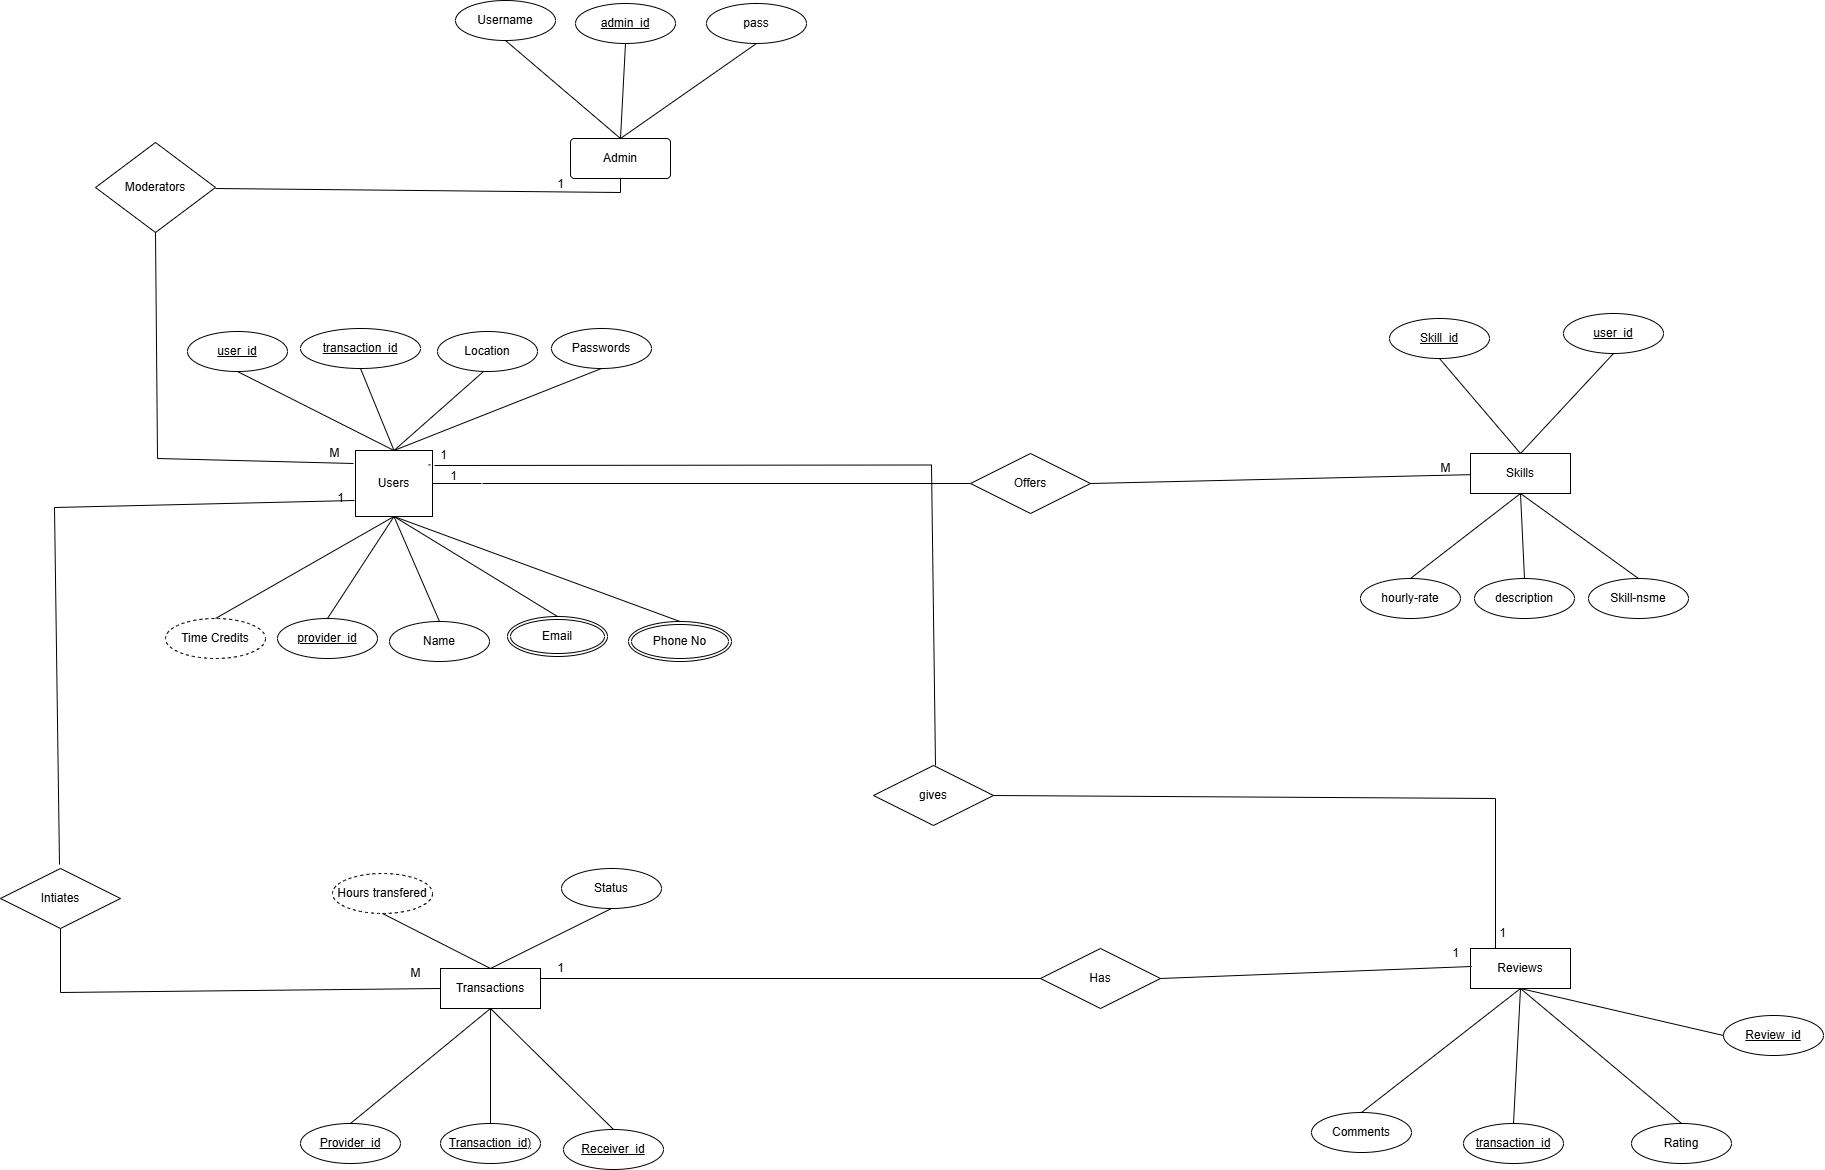 Username
admin_id
pass
Admin
1
Moderators
user_id
transaction_id
Location
Passwords
Skill_id
user_id
M
1
1
Users
1
Offers
M
Skills
hourly-rate
description
Skill-nsme
Time Credits
provider_id
Name
Email
Phone No
gives
Intiates
Hours transfered
Status
1
M
Transactions
1
Has
1
Reviews
Review_id
Provider_id
Transaction_id)
Receiver_id
Comments
transaction_id
Rating